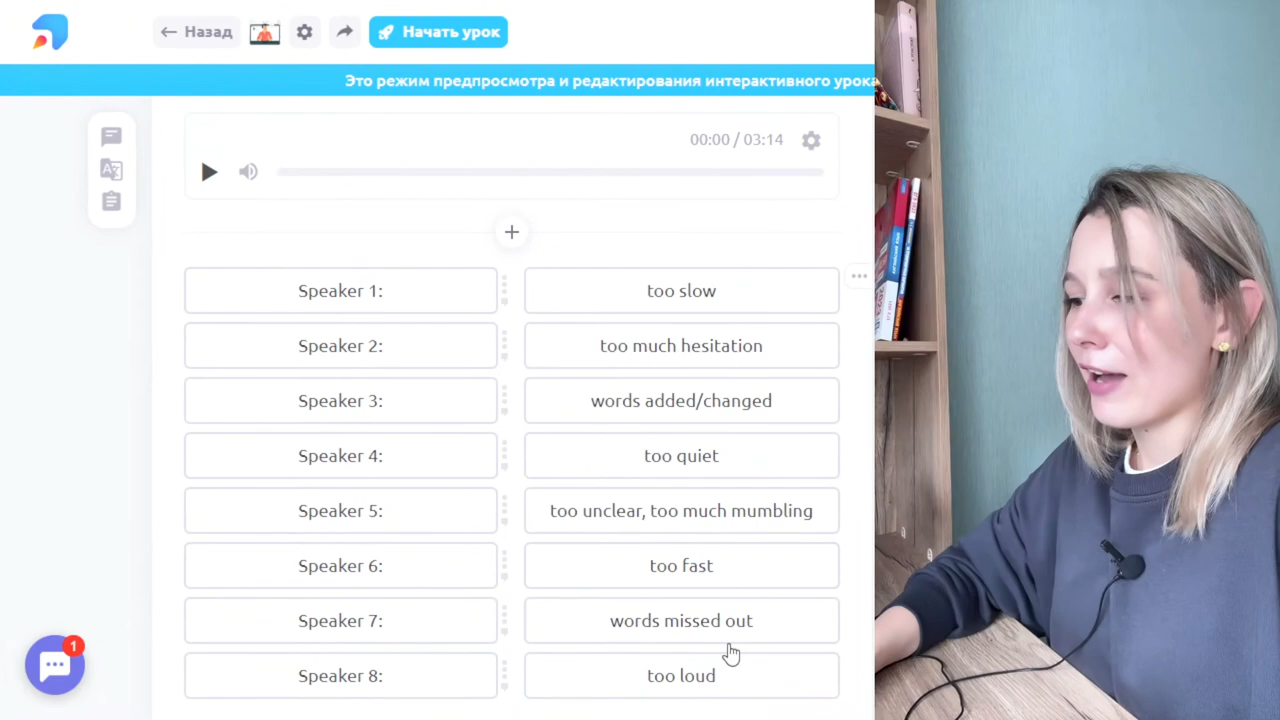 Назад
Начать урок
Это режим предпросмотра и редактирования интерактивного урока
00:00 / 03:14
Speaker 1:
too slow
Speaker 2:
too much hesitation
Speaker 3:
words added/changed
Speaker 4:
too quiet
Speaker 5:
too unclear, too much mumbling
Speaker 6:
too fast
Speaker 7:
words missed out
Speaker 8:
too loud
1